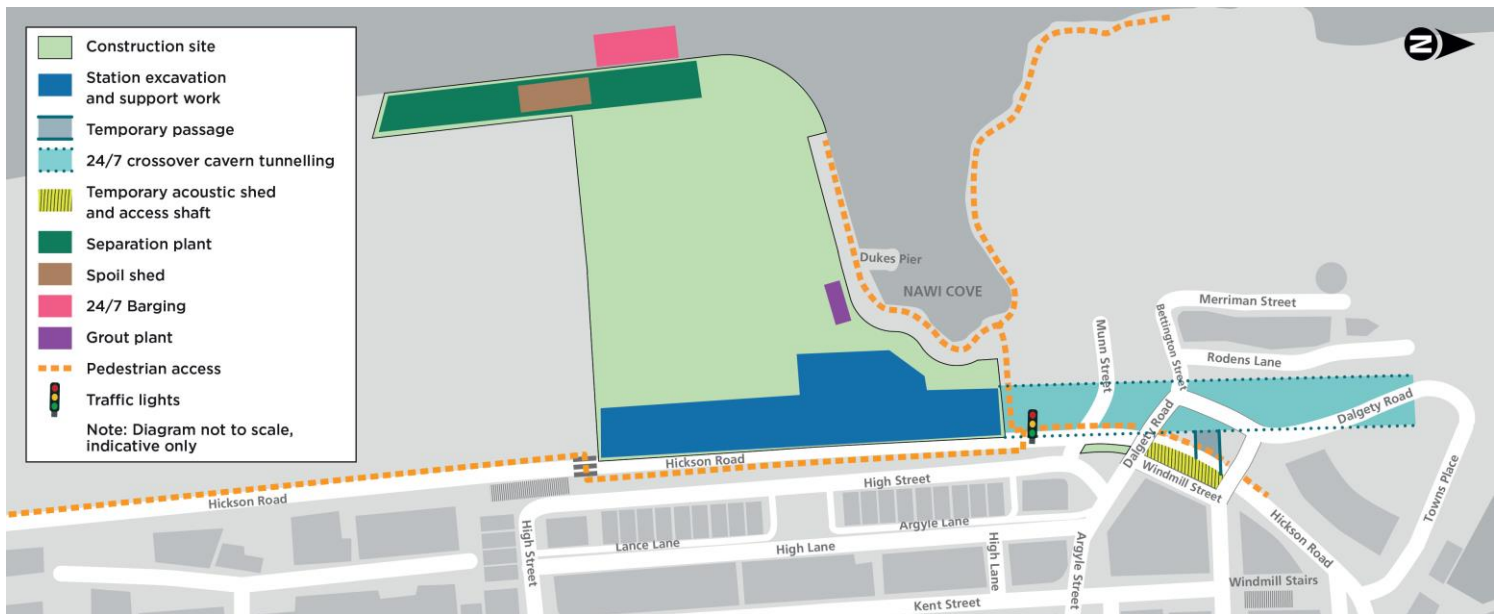 Construction site
Station excavation
and support work
Temporary passage
24/7 crossover cavern tunnelling
Temporary acoustic shed
and access shaft
Separation plant
Spoil shed
24/7 Barging
Grout plant
Pedestrian access
Traffic lights
Note: Diagram not to scale,
indicative only
N
Dukes Pier
NAWI COVE
Merriman Street
Bettington Street
Munn Street
Rodens Lane
Dalgety Road
Dalgety Road
Hickson Road
Hickson Road
Windmill Street
High Street
Towns Place
High Street
Lance Lane
Argyle Lane
High Lane
High Lane
Argyle Street
Hickson Road
Windmill Stairs
Kent Street